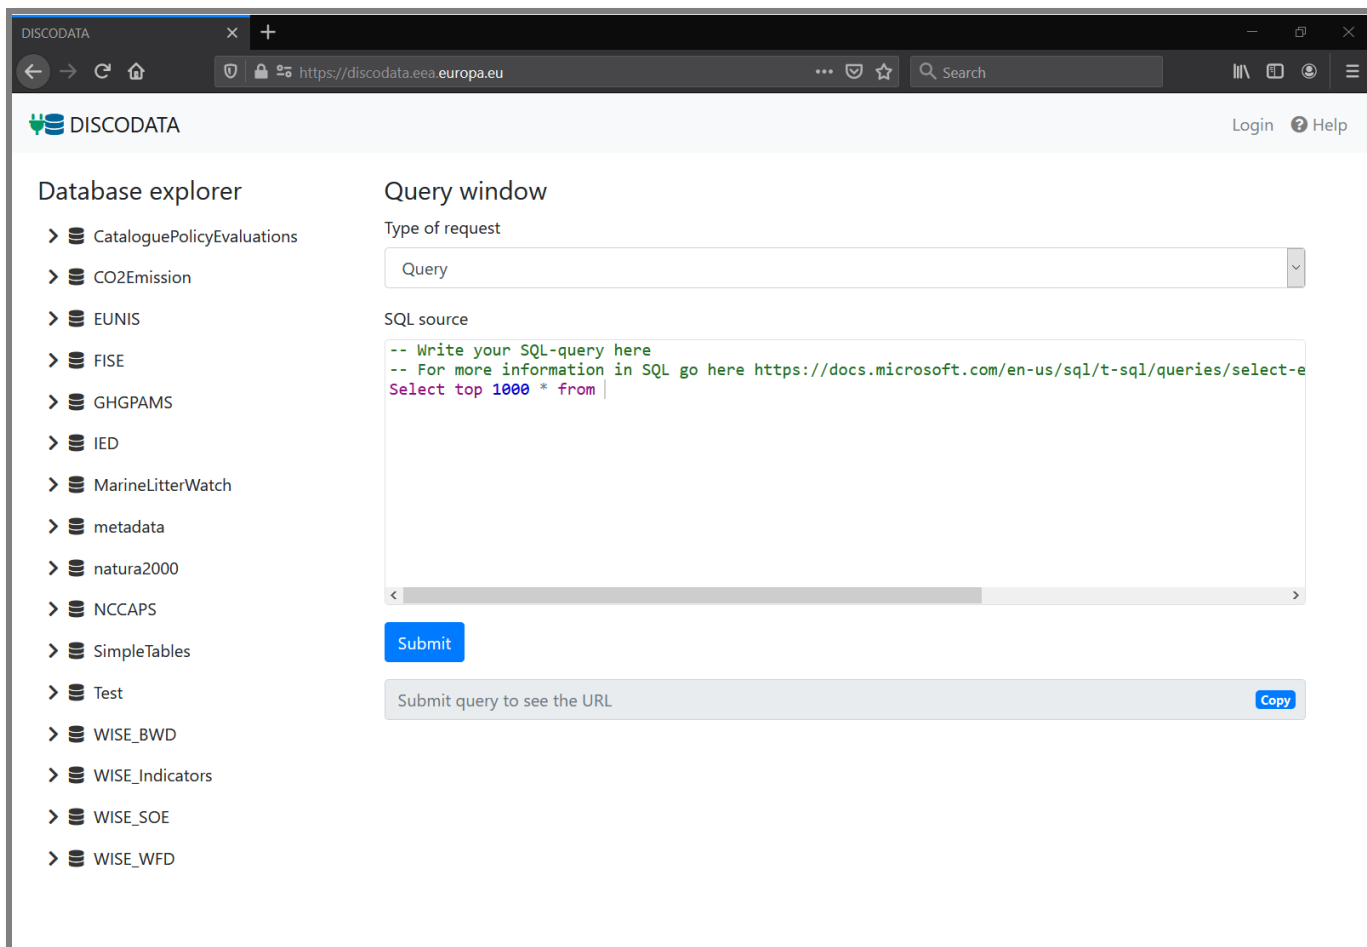 DISCODATA
https://discodata.eea.europa.eu
Search
DISCODATA
Login
Help
Database explorer
CataloguePolicyEvaluations
CO2Emission
EUNIS
FISE
GHGPAMS
IED
MarineLitterWatch
metadata
natura2000
NCCAPS
SimpleTables
Test
WISE_BWD
WISE_Indicators
WISE_SOE
WISE_WFD
Query window
Type of request
Query
SQL source
-- Write your SQL-query here
-- For more information in SQL go here https://docs.microsoft.com/en-us/sql/t-sql/queries/select-e
Select top 1000 * from
Submit
Submit query to see the URL
Copy